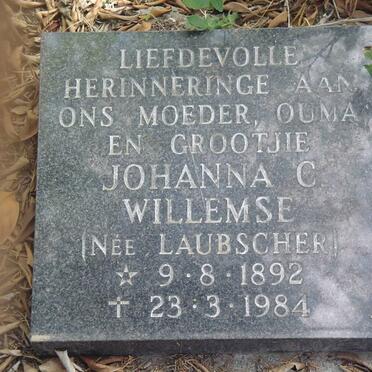 LIEFDEVOLLE
HERINNERINGE AAN
ONS MOEDER, OUMA
EN GROOTJIE
JOHANNA C
WILLEMSE
(NÉE LAUBSCHER)
☆ 9·8·1892
✝ 23·3·1984